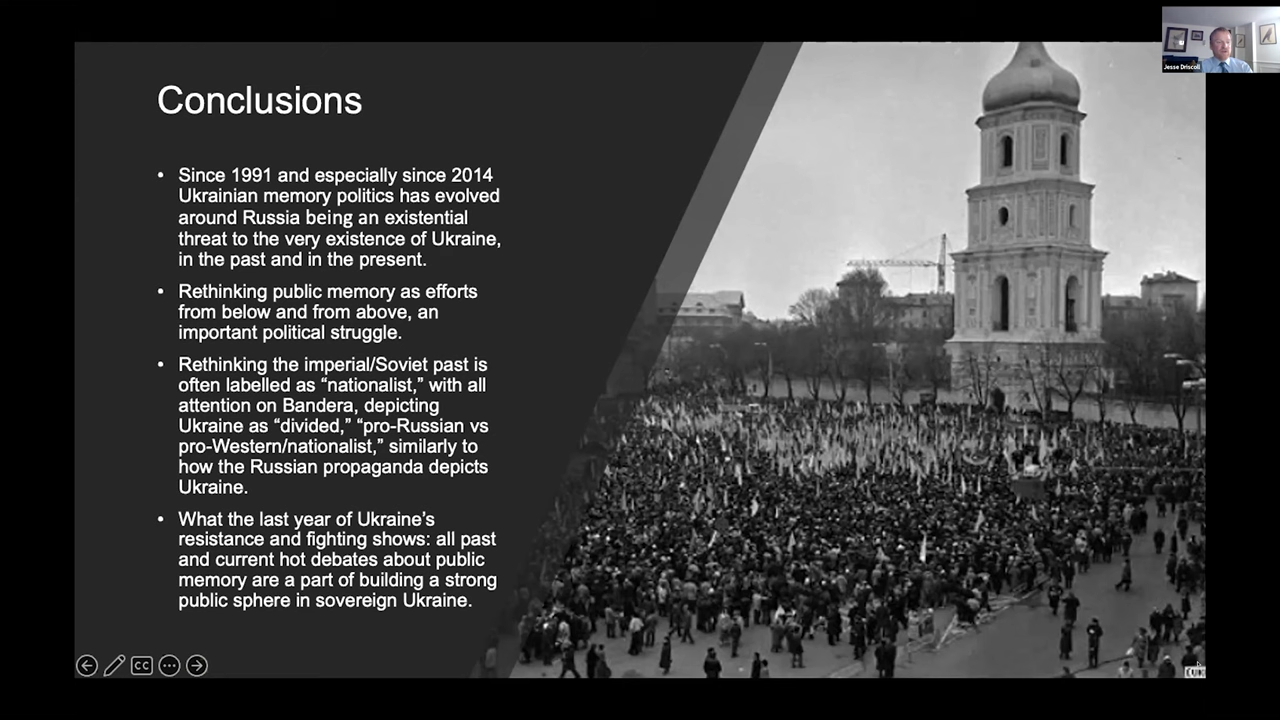 Jesse Driscoll
Conclusions
• Since 1991 and especially since 2014
Ukrainian memory politics has evolved
around Russia being an existential
threat to the very existence of Ukraine,
in the past and in the present.
• Rethinking public memory as efforts
from below and from above, an
important political struggle.
• Rethinking the imperial/Soviet past is
often labelled as “nationalist,” with all
attention on Bandera, depicting
Ukraine as “divided,” “pro-Russian vs
pro-Western/nationalist,” similarly to
how the Russian propaganda depicts
Ukraine.
• What the last year of Ukraine’s
resistance and fighting shows: all past
and current hot debates about public
memory are a part of building a strong
public sphere in sovereign Ukraine.
CC